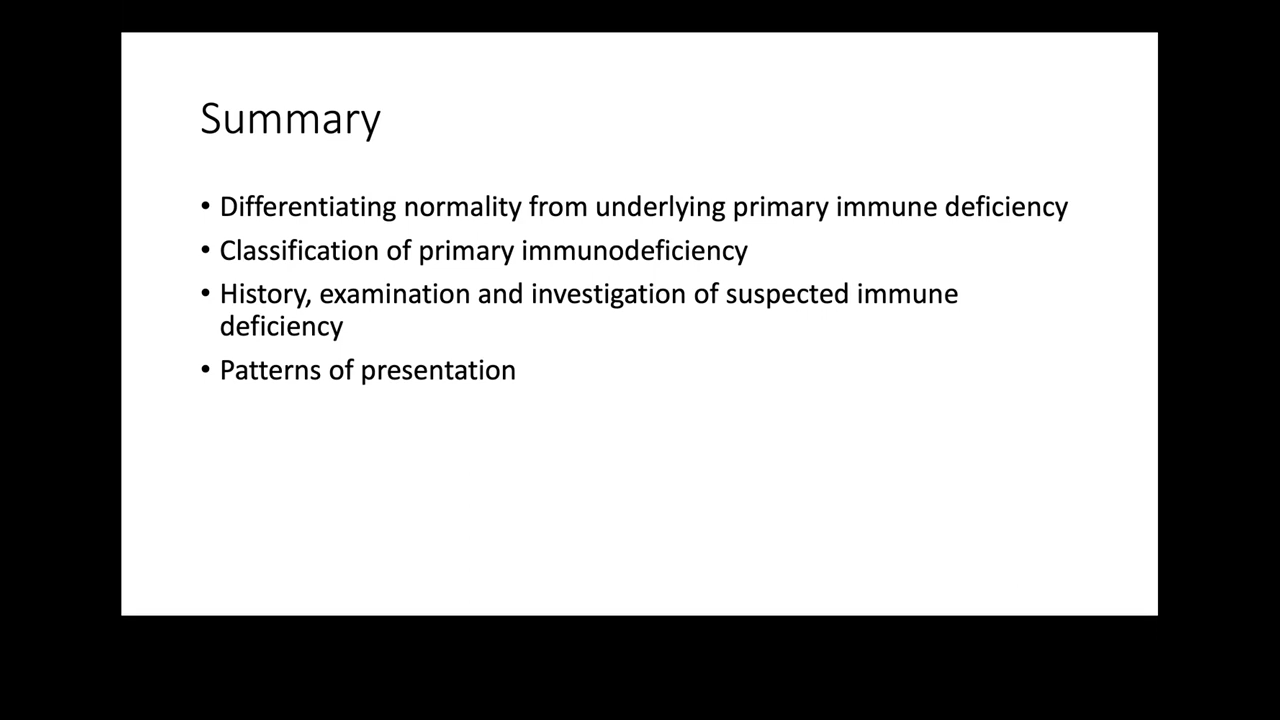 Summary
• Differentiating normality from underlying primary immune deficiency
• Classification of primary immunodeficiency
• History, examination and investigation of suspected immune
deficiency
• Patterns of presentation